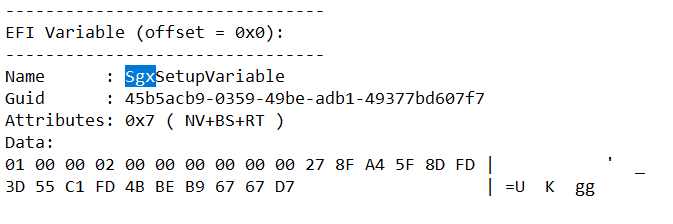 --------------------------------
EFI Variable (offset = 0x0):
--------------------------------
Name      : SgxSetupVariable
Guid      : 45b5acb9-0359-49be-adb1-49377bd607f7
Attributes: 0x7 ( NV+BS+RT )
Data:
01 00 00 02 00 00 00 00 00 00 27 8F A4 5F 8D FD |           '  _
3D 55 C1 FD 4B BE B9 67 67 D7                   | =U  K  gg